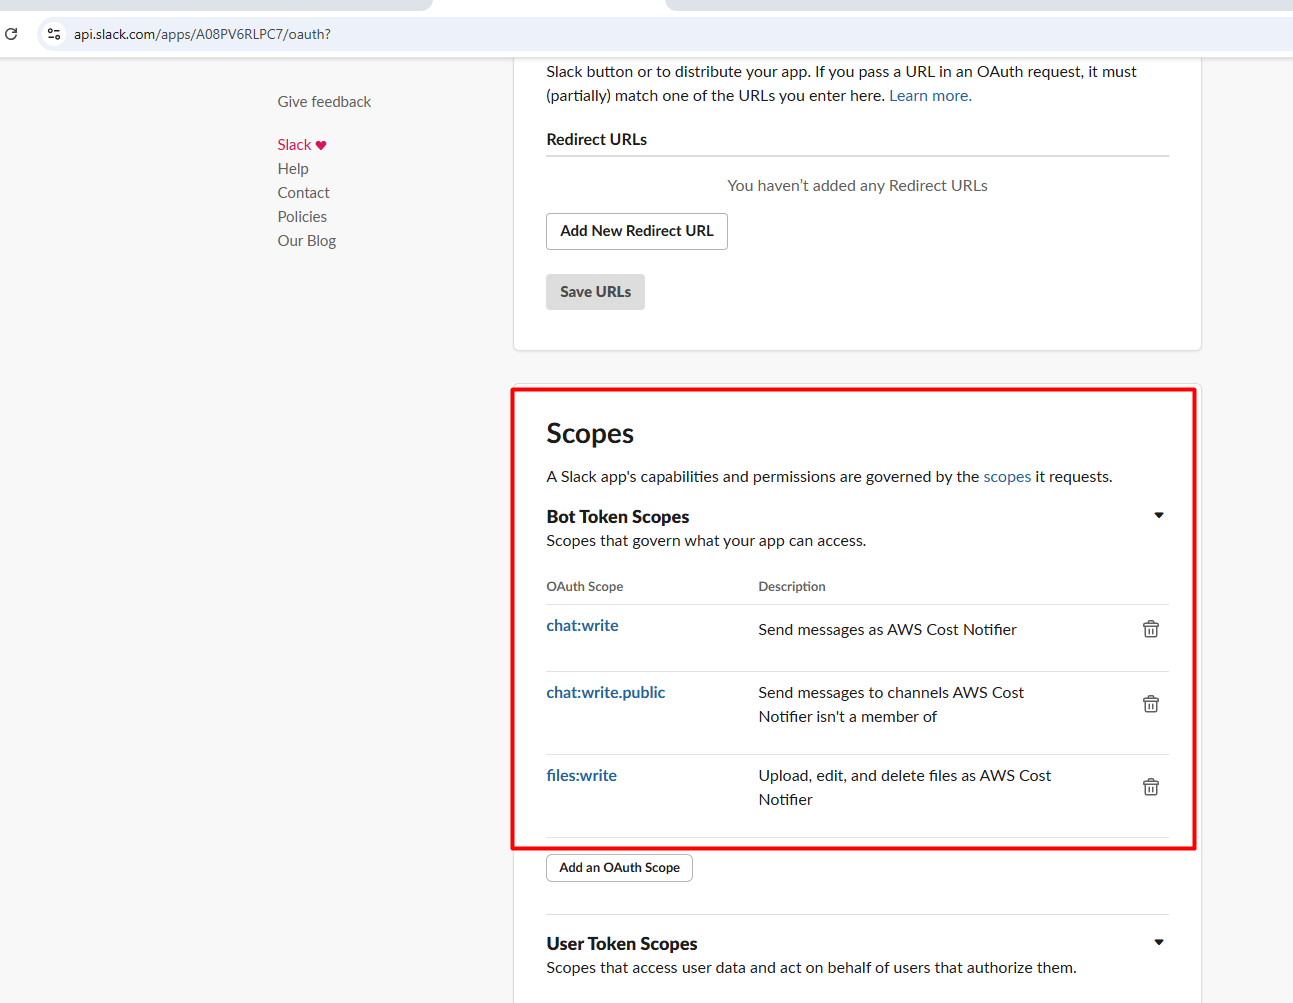 api.slack.com/apps/A08PV6RLPC7/oauth?
Slack button or to distribute your app. If you pass a URL in an OAuth request, it must
(partially) match one of the URLs you enter here. Learn more.
Give feedback
Slack ♥
Help
Contact
Policies
Our Blog
Redirect URLs
You haven’t added any Redirect URLs
Add New Redirect URL
Save URLs
Scopes
A Slack app's capabilities and permissions are governed by the scopes it requests.
Bot Token Scopes
Scopes that govern what your app can access.
OAuth Scope Description
chat:write Send messages as AWS Cost Notifier
chat:write.public Send messages to channels AWS Cost
Notifier isn't a member of
files:write Upload, edit, and delete files as AWS Cost
Notifier
Add an OAuth Scope
User Token Scopes
Scopes that access user data and act on behalf of users that authorize them.